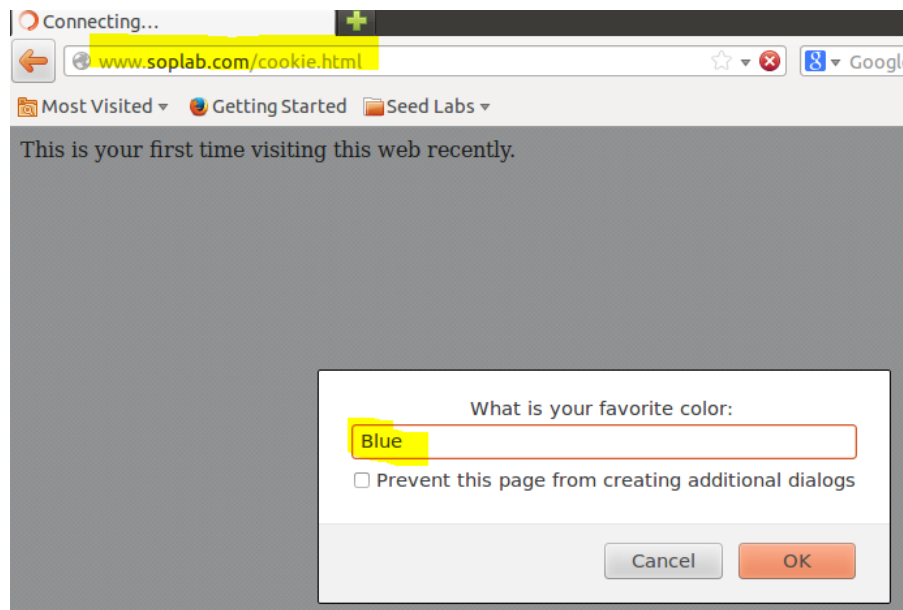 Connecting...
www.soplab.com/cookie.html
8 Google
Most Visited Getting Started Seed Labs
This is your first time visiting this web recently.
What is your favorite color:
Blue
Prevent this page from creating additional dialogs
Cancel OK